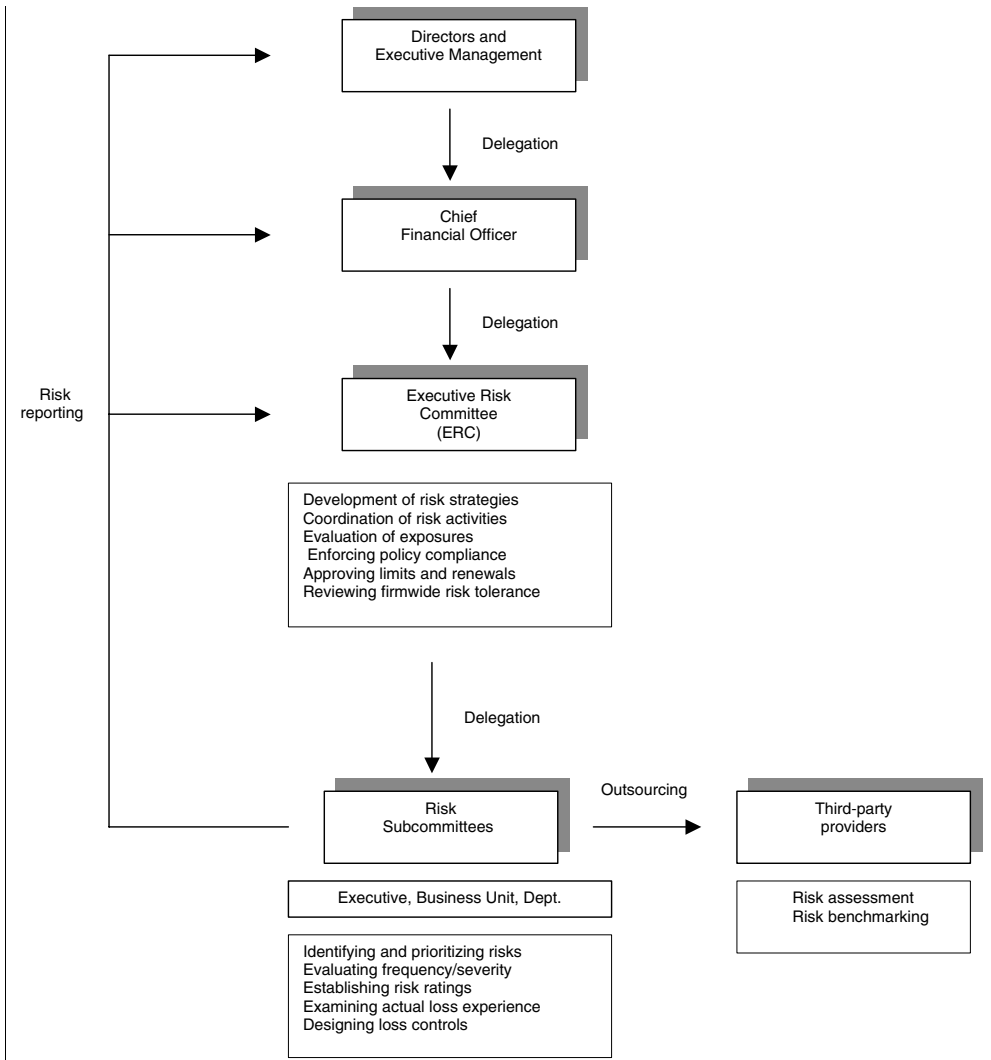 Directors and
Executive Management
Delegation
Chief
Financial Officer
Delegation
Risk
reporting
Executive Risk
Committee
(ERC)
Development of risk strategies
Coordination of risk activities
Evaluation of exposures
Enforcing policy compliance
Approving limits and renewals
Reviewing firmwide risk tolerance
Delegation
Risk
Subcommittees
Outsourcing
Third-party
providers
Executive, Business Unit, Dept.
Risk assessment
Risk benchmarking
Identifying and prioritizing risks
Evaluating frequency/severity
Establishing risk ratings
Examining actual loss experience
Designing loss controls